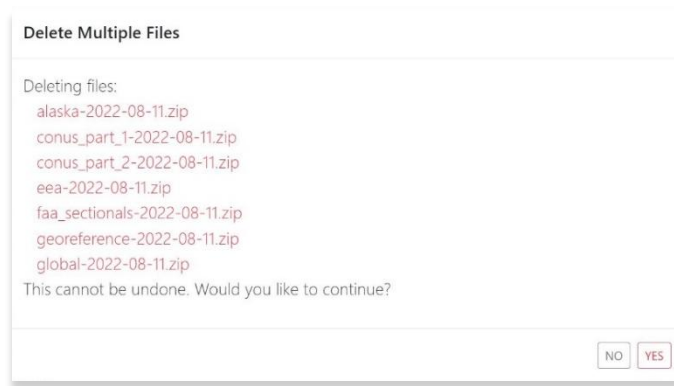 Delete Multiple Files
Deleting files:
alaska-2022-08-11.zip
conus_part_1-2022-08-11.zip
conus_part_2-2022-08-11.zip
eea-2022-08-11.zip
faa_sectionals-2022-08-11.zip
georeference-2022-08-11.zip
global-2022-08-11.zip
This cannot be undone. Would you like to continue?
NO YES